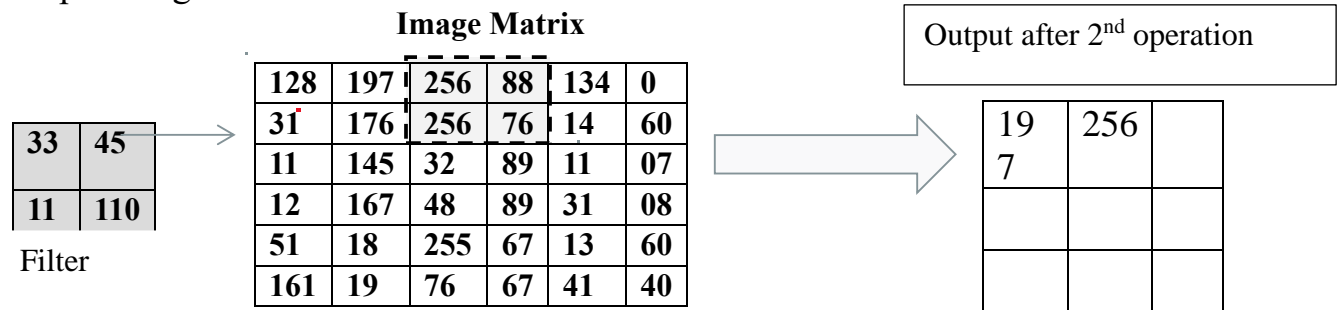 Image Matrix
Output after 2nd operation
128 197 256 88 134 0
31 176 256 76 14 60
11 145 32 89 11 07
12 167 48 89 31 08
51 18 255 67 13 60
161 19 76 67 41 40
33 45
11 110
Filter
19 256
7